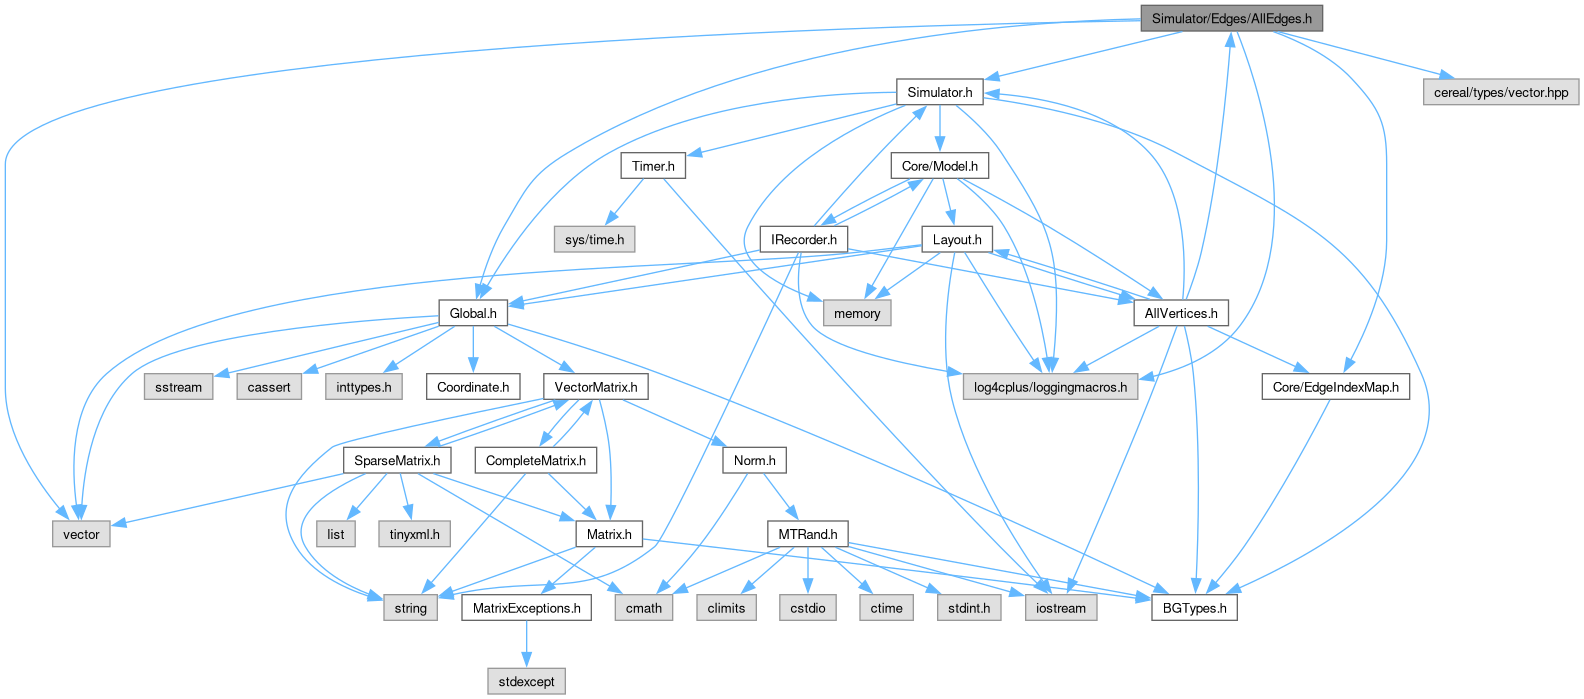 Simulator/Edges/AllEdges.h
Simulator.h
cereal/types/vector.hpp
Timer.h
Core/Model.h
sys/time.h
IRecorder.h
Layout.h
Global.h
memory
AllVertices.h
sstream
cassert
inttypes.h
Coordinate.h
VectorMatrix.h
log4cplus/loggingmacros.h
Core/EdgeIndexMap.h
SparseMatrix.h
CompleteMatrix.h
Norm.h
vector
list
tinyxml.h
Matrix.h
MTRand.h
string
MatrixExceptions.h
cmath
climits
cstdio
ctime
stdint.h
iostream
BGTypes.h
stdexcept